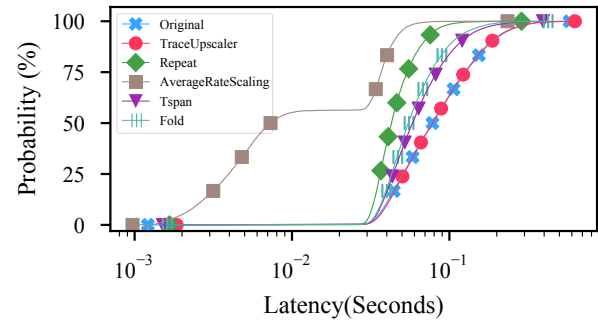 Probability (%)
100
75
50
25
0
Original
TraceUpscaler
Repeat
AverageRateScaling
Tspan
Fold
10⁻³
10⁻²
10⁻¹
Latency(Seconds)